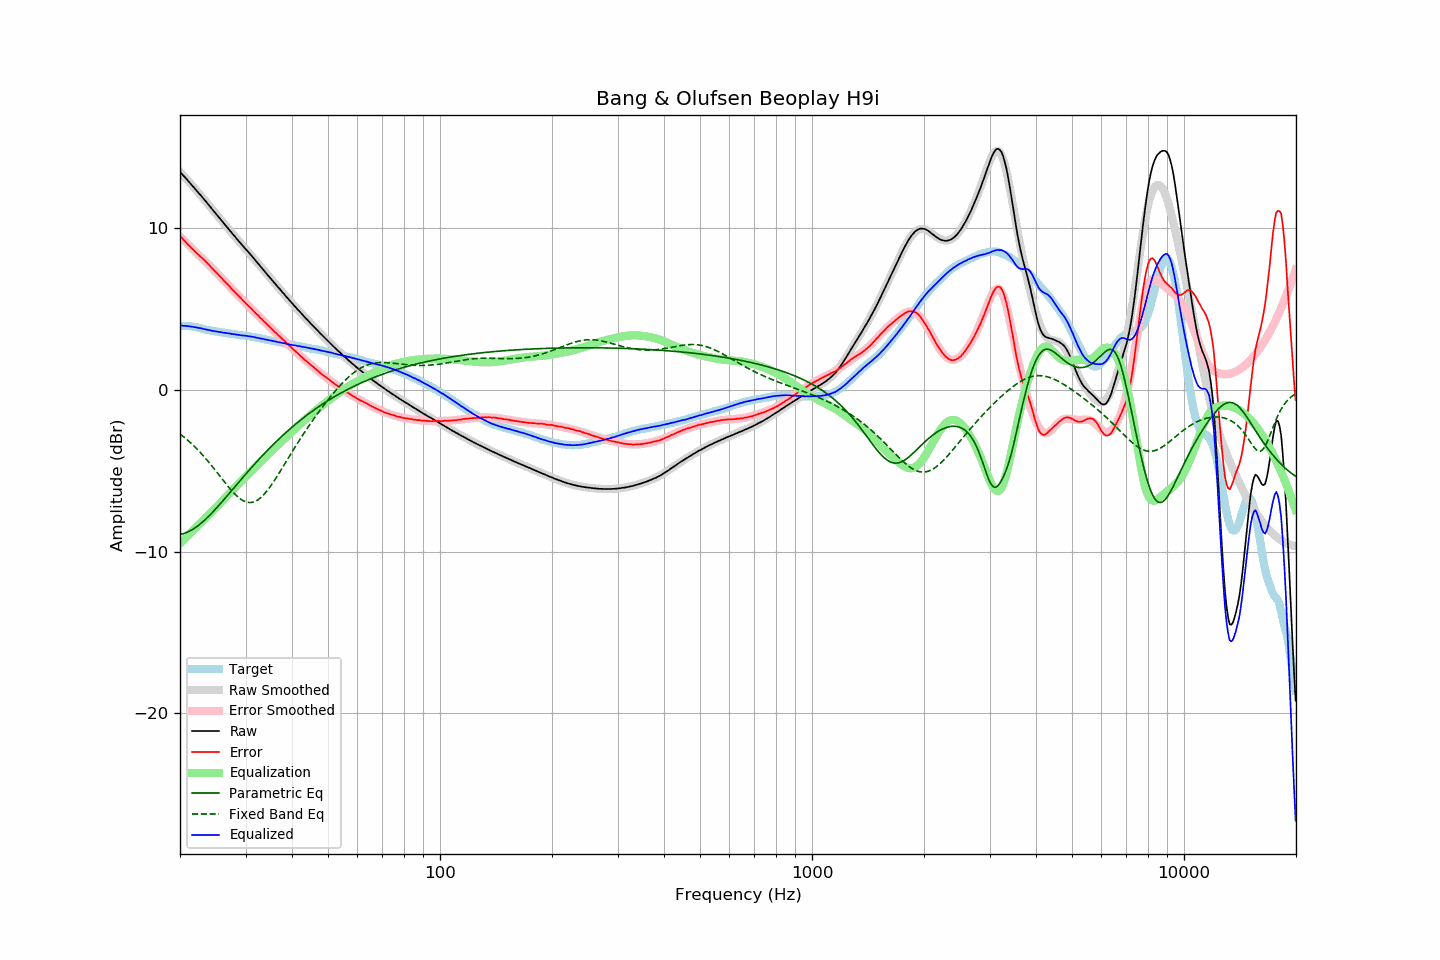 Bang & Olufsen Beoplay H9i
Amplitude (dBr)
10
0
−10
−20
Target
Raw Smoothed
Error Smoothed
Raw
Error
Equalization
Parametric Eq
Fixed Band Eq
Equalized
100 1000 10000
Frequency (Hz)